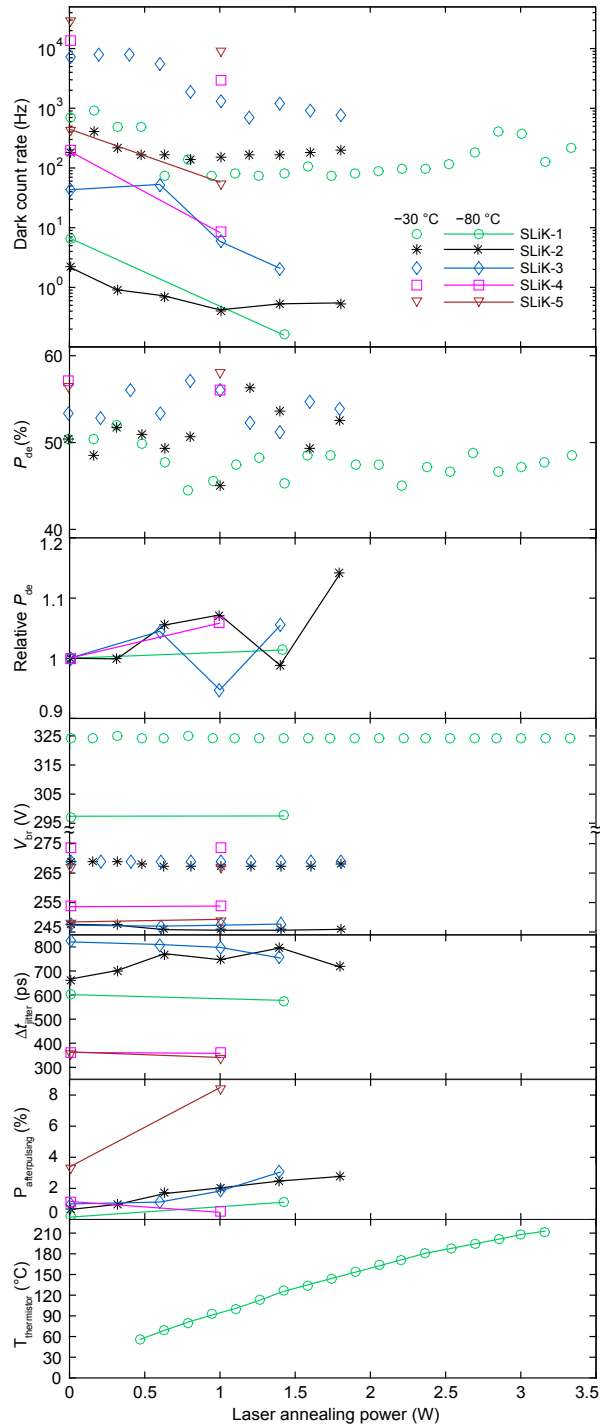 10⁴
10³
10²
10¹
10⁰
Dark count rate (Hz)
−30 °C −80 °C
SLiK-1
SLiK-2
SLiK-3
SLiK-4
SLiK-5
60
50
40
P_de (%)
1.2
1.1
1
0.9
Relative P_de
325
315
305
295
275
265
255
245
V_br (V)
800
700
600
500
400
300
Δt_jitter (ps)
8
6
4
2
0
P_afterpulsing (%)
210
180
150
120
90
60
30
0
T_thermistor (°C)
0 0.5 1 1.5 2 2.5 3 3.5
Laser annealing power (W)